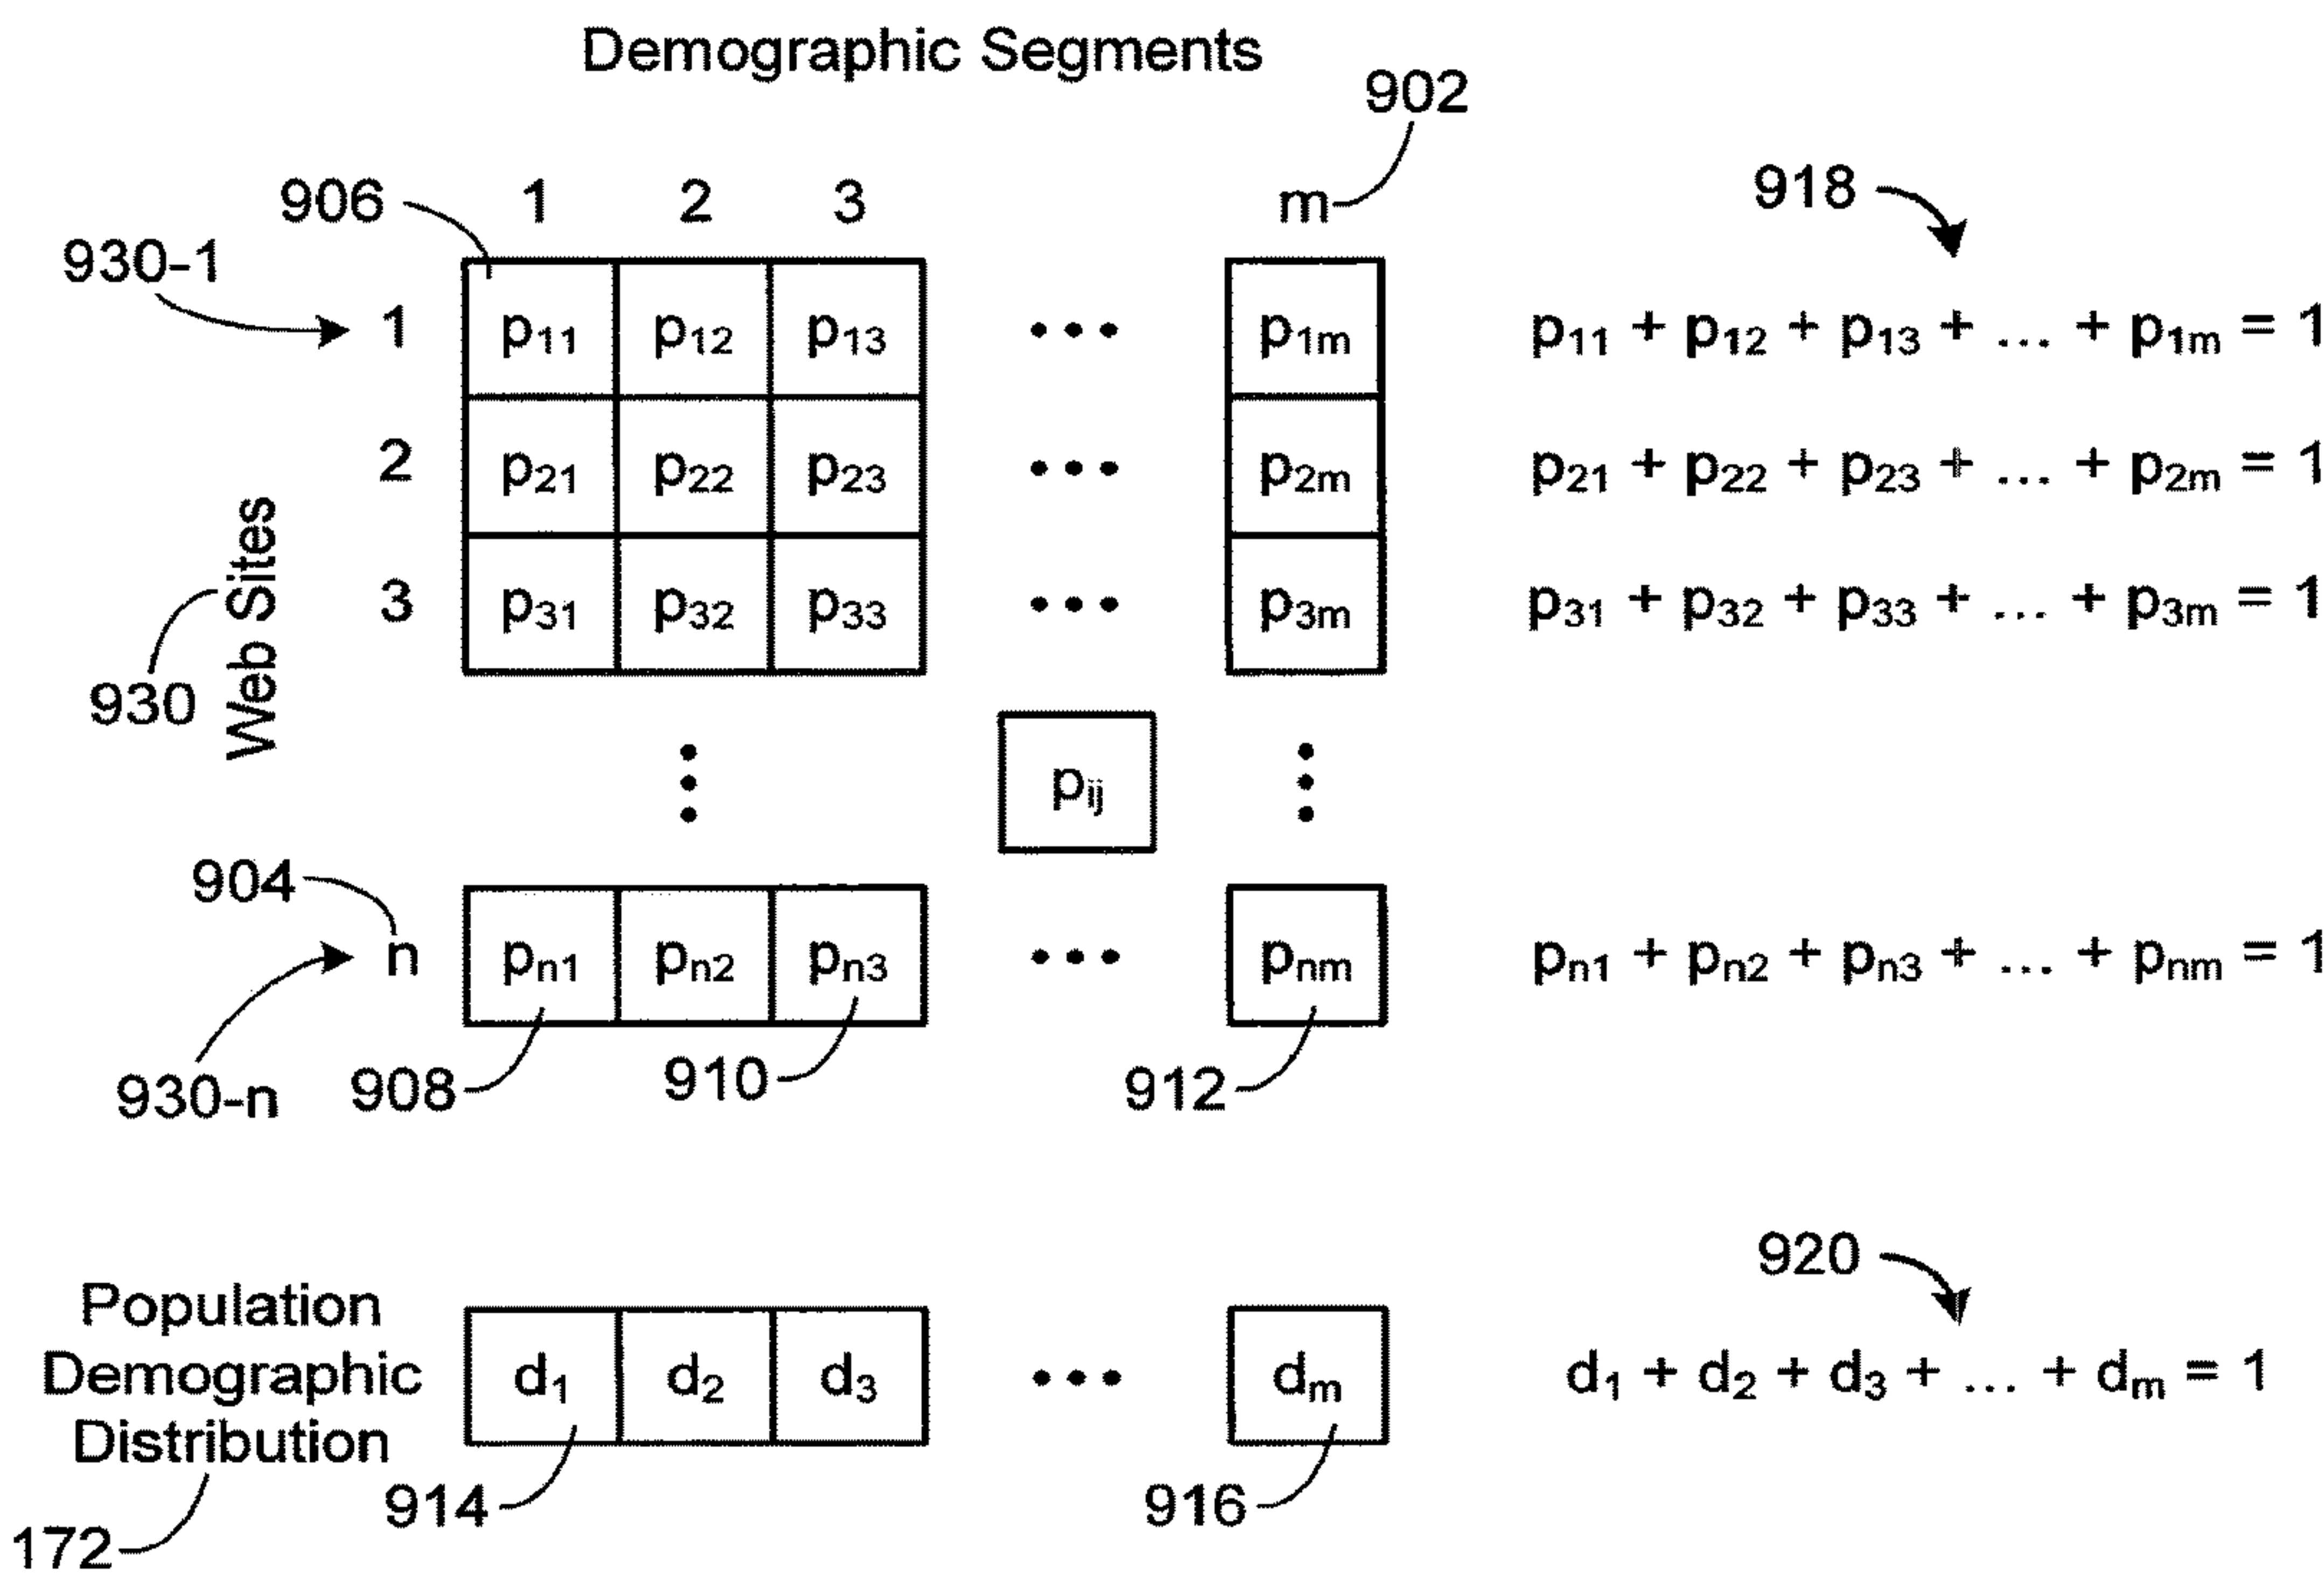 Demographic Segments
902
906 1 2 3 m 918
930-1
1 p11 p12 p13 ••• p1m p11 + p12 + p13 + ... + p1m = 1
2 p21 p22 p23 ••• p2m p21 + p22 + p23 + ... + p2m = 1
3 p31 p32 p33 ••• p3m p31 + p32 + p33 + ... + p3m = 1
Web Sites
930
pij
904
n pn1 pn2 pn3 ••• pnm pn1 + pn2 + pn3 + ... + pnm = 1
930-n 908 910 912
920
Population
Demographic
Distribution
d1 d2 d3 ••• dm d1 + d2 + d3 + ... + dm = 1
914 916
172